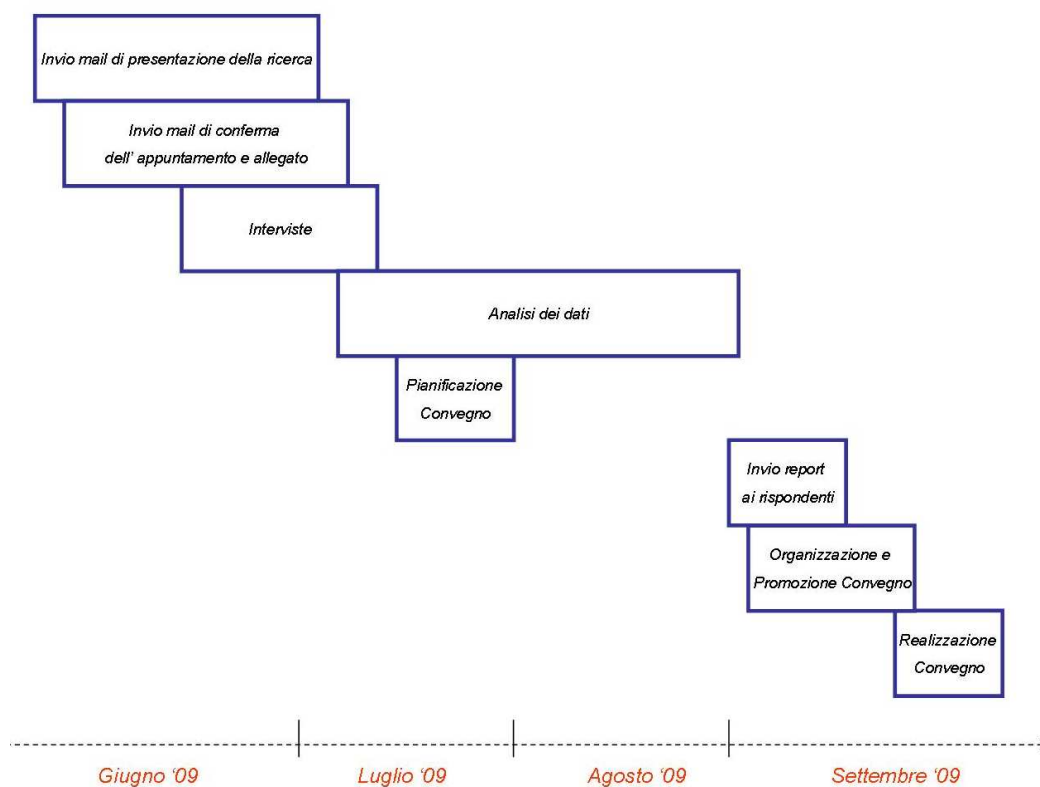 Invio mail di presentazione della ricerca
Invio mail di conferma
dell' appuntamento e allegato
Interviste
Analisi dei dati
Pianificazione
Convegno
Invio report
ai rispondenti
Organizzazione e
Promozione Convegno
Realizzazione
Convegno
Giugno '09
Luglio '09
Agosto '09
Settembre '09